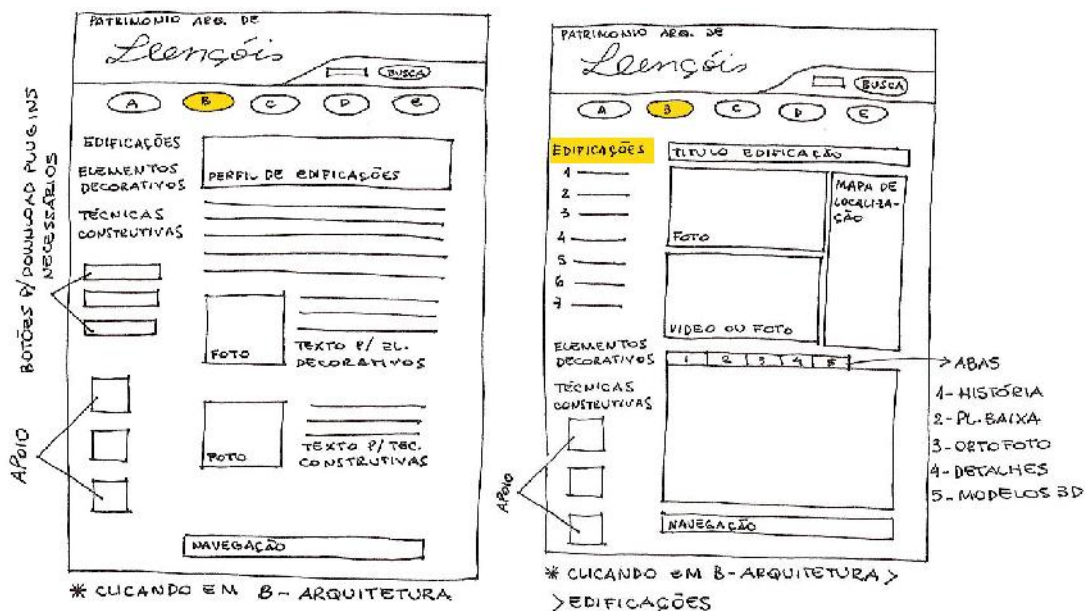 PATRIMONIO ARQ. DE
Lençóis
BUSCA
A B C D E
EDIFICAÇÕES
ELEMENTOS
DECORATIVOS
TÉCNICAS
CONSTRUTIVAS
PERFIL DE EDIFICAÇÕES
FOTO
TEXTO P/ EL.
DECORATIVOS
FOTO
TEXTO P/ TEC.
CONSTRUTIVAS
NAVEGAÇÃO
BOTÕES P/ DOWNLOAD PLUGINS
NECESSÁRIOS
APOIO
* CLICANDO EM B - ARQUITETURA
PATRIMONIO ARQ. DE
Lençóis
BUSCA
A B C D E
EDIFICAÇÕES
1
2
3
4
5
6
7
ELEMENTOS
DECORATIVOS
TÉCNICAS
CONSTRUTIVAS
TITULO EDIFICAÇÃO
FOTO
MAPA DE
LOCALIZA-
ÇÃO
VIDEO OU FOTO
1 2 3 4 5
NAVEGAÇÃO
APOIO
ABAS
1- HISTÓRIA
2- PL. BAIXA
3- ORTOFOTO
4- DETALHES
5- MODELOS 3D
* CLICANDO EM B - ARQUITETURA >
> EDIFICAÇÕES